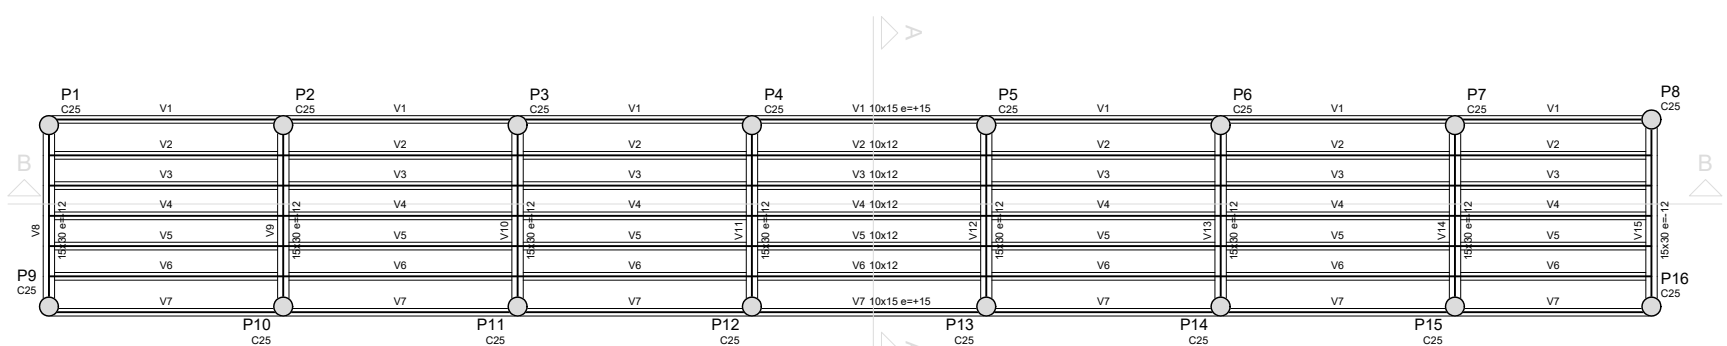 A
P1
C25
P2
C25
P3
C25
P4
C25
P5
C25
P6
C25
P7
C25
P8
C25
V1 V1 V1 V1 10x15 e=+15 V1 V1 V1
V2 V2 V2 V2 10x12 V2 V2 V2
B B
V3 V3 V3 V3 10x12 V3 V3 V3
V4 V4 V4 V4 10x12 V4 V4 V4
V8 15x30 e=-12
V9 15x30 e=-12
V10 15x30 e=-12
V11 15x30 e=-12
V12 15x30 e=-12
V13 15x30 e=-12
V14 15x30 e=-12
V15 15x30 e=-12
V5 V5 V5 V5 10x12 V5 V5 V5
V6 V6 V6 V6 10x12 V6 V6 V6
P9
C25
P16
C25
V7 V7 V7 V7 10x15 e=+15 V7 V7 V7
P10
C25
P11
C25
P12
C25
P13
C25
P14
C25
P15
C25